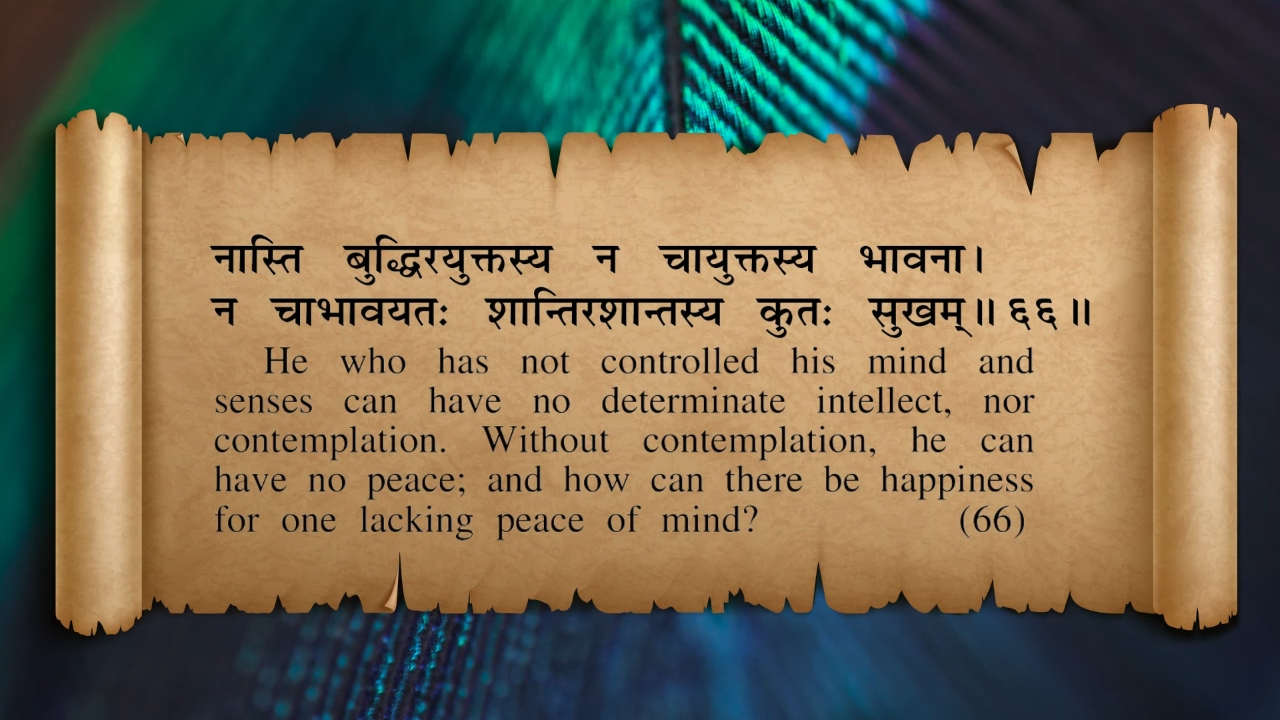 नास्ति बुद्धिरयुक्तस्य न चायुक्तस्य भावना।
न चाभावयतः शान्तिरशान्तस्य कुतः सुखम्॥ ६६॥
He who has not controlled his mind and
senses can have no determinate intellect, nor
contemplation. Without contemplation, he can
have no peace; and how can there be happiness
for one lacking peace of mind? (66)